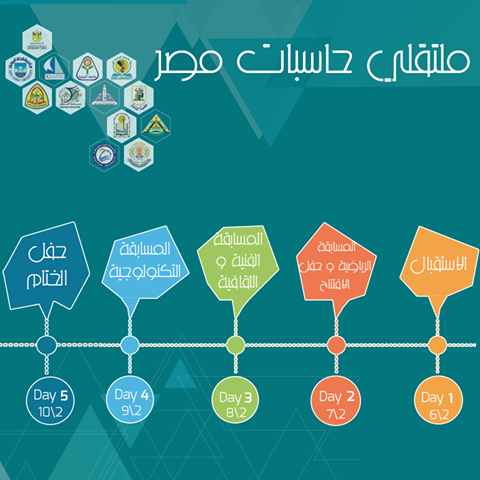 ملتقلي حاسبات مصر
الاستقبال
المسابقة
الرياضية و حفل
الافتتاح
المسابقة
الفنية و
الثقافية
المسابقة
التكنولوجية
حفل
الختام
Day 1
2\6
Day 2
2\7
Day 3
2\8
Day 4
2\9
Day 5
2\10